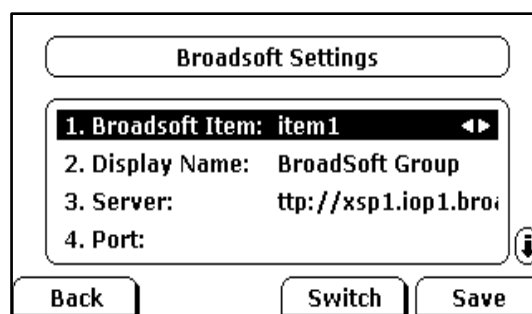 Broadsoft Settings
1. Broadsoft Item: item1
2. Display Name: BroadSoft Group
3. Server: ttp://xsp1.iop1.broa
4. Port:
Back Switch Save